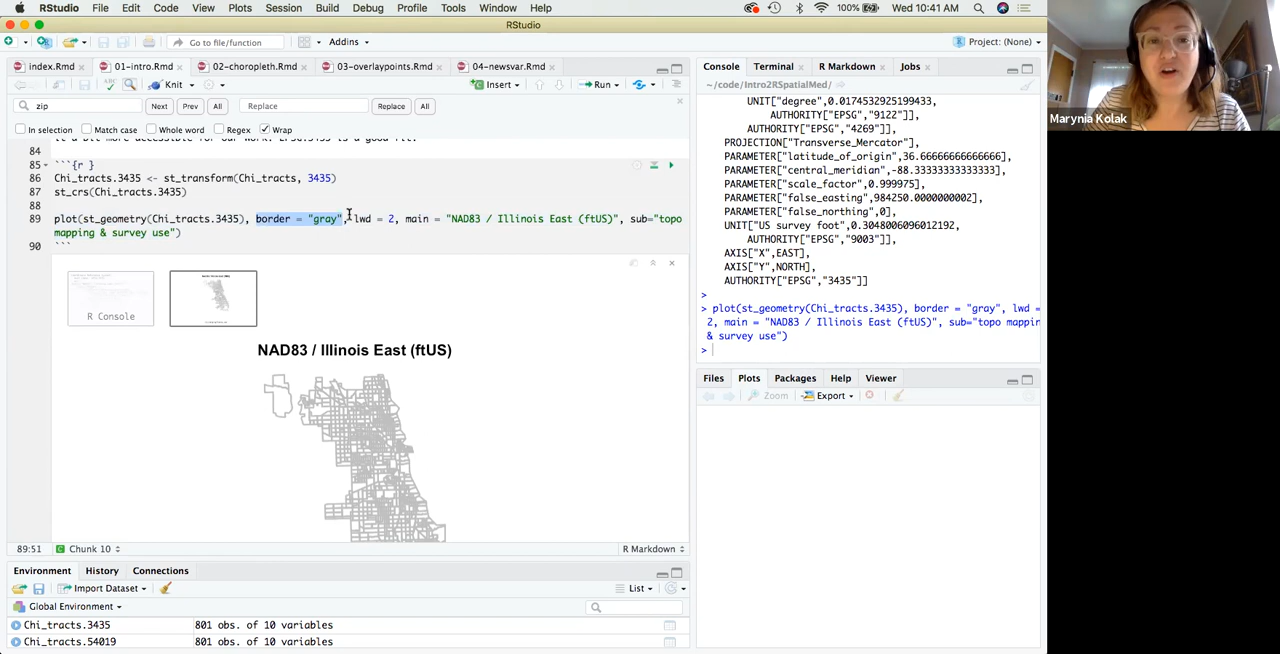 RStudio File Edit Code View Plots Session Build Debug Profile Tools Window Help 100% Wed 10:41 AM
RStudio
Go to file/function Addins Project: (None)
index.Rmd 01-intro.Rmd 02-choropleth.Rmd 03-overlaypoints.Rmd 04-newsvar.Rmd
Knit Insert Run
zip Next Prev All Replace Replace All
In selection Match case Whole word Regex Wrap
84
85 ```{r }
86 Chi_tracts.3435 <- st_transform(Chi_tracts, 3435)
87 st_crs(Chi_tracts.3435)
88
89 plot(st_geometry(Chi_tracts.3435), border = "gray", lwd = 2, main = "NAD83 / Illinois East (ftUS)", sub="topo
mapping & survey use")
90 ```
R Console
NAD83 / Illinois East (ftUS)
89:51 Chunk 10 R Markdown
Environment History Connections
Import Dataset List
Global Environment
Chi_tracts.3435 801 obs. of 10 variables
Chi_tracts.54019 801 obs. of 10 variables
Console Terminal R Markdown Jobs
~/code/Intro2RSpatialMed/
UNIT["degree",0.0174532925199433,
AUTHORITY["EPSG","9122"]],
AUTHORITY["EPSG","4269"]],
PROJECTION["Transverse_Mercator"],
PARAMETER["latitude_of_origin",36.66666666666666],
PARAMETER["central_meridian",-88.33333333333333],
PARAMETER["scale_factor",0.999975],
PARAMETER["false_easting",984250.0000000002],
PARAMETER["false_northing",0],
UNIT["US survey foot",0.3048006096012192,
AUTHORITY["EPSG","9003"]],
AXIS["X",EAST],
AXIS["Y",NORTH],
AUTHORITY["EPSG","3435"]]
>
> plot(st_geometry(Chi_tracts.3435), border = "gray", lwd =
2, main = "NAD83 / Illinois East (ftUS)", sub="topo mappin
& survey use")
>
Files Plots Packages Help Viewer
Zoom Export
Marynia Kolak